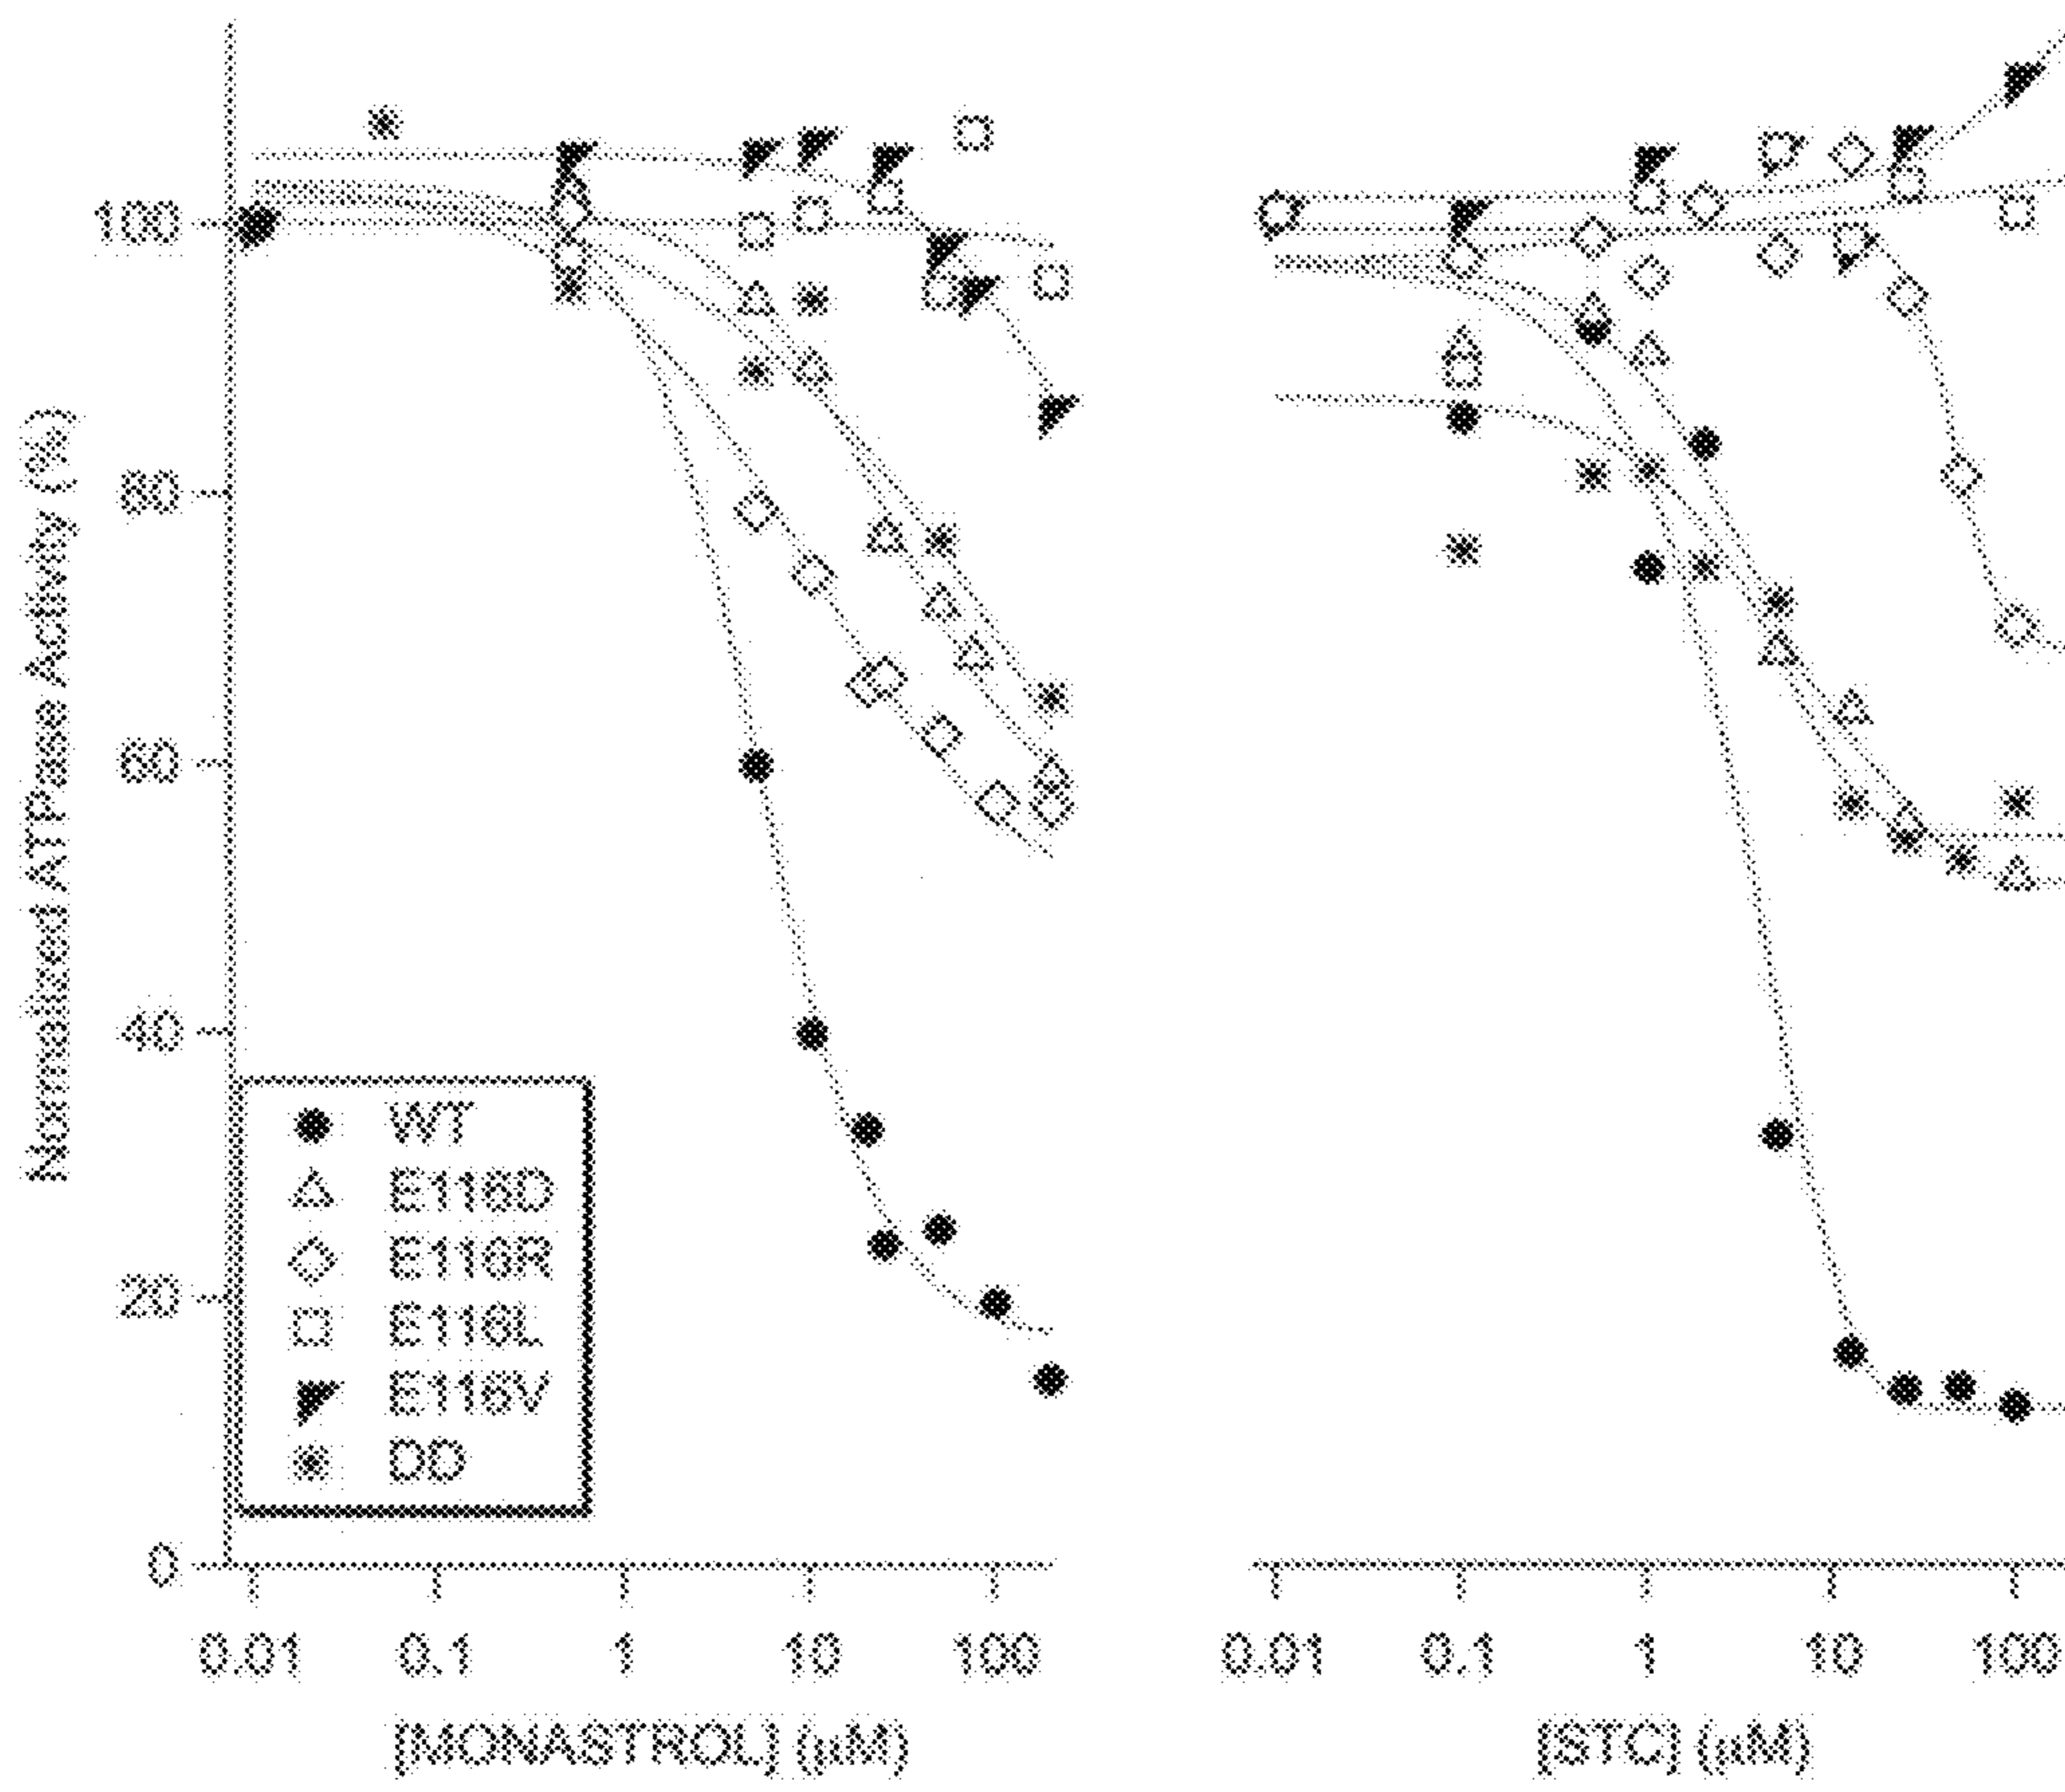 Normalised ATPase Activity (%)
100
80
60
40
20
0
WT
E116D
E116R
E116L
E116V
DD
0.01 0.1 1 10 100
[MONASTROL] (µM)
0.01 0.1 1 10 100
[STC] (µM)